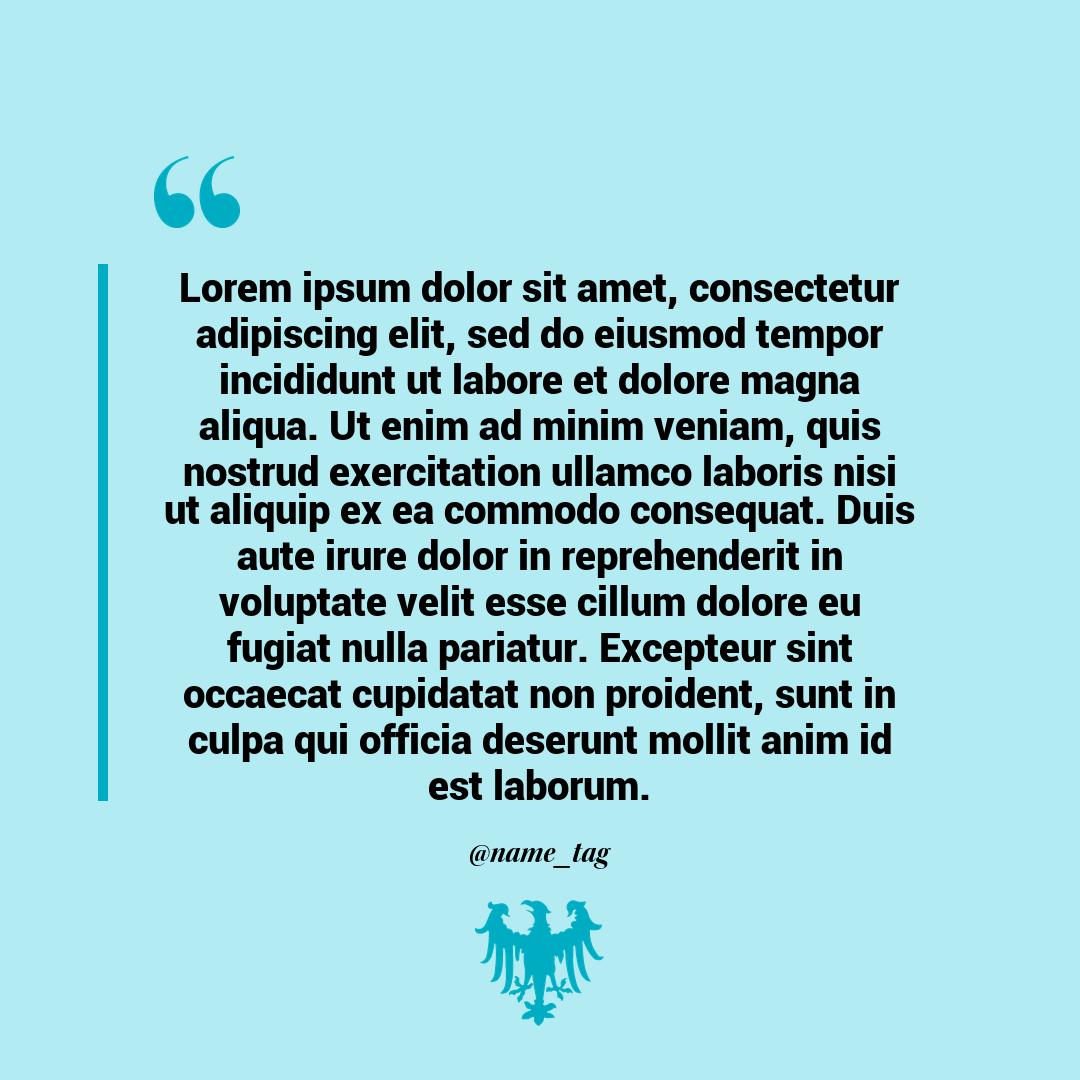 “
Lorem ipsum dolor sit amet, consectetur
adipiscing elit, sed do eiusmod tempor
incididunt ut labore et dolore magna
aliqua. Ut enim ad minim veniam, quis
nostrud exercitation ullamco laboris nisi
ut aliquip ex ea commodo consequat. Duis
aute irure dolor in reprehenderit in
voluptate velit esse cillum dolore eu
fugiat nulla pariatur. Excepteur sint
occaecat cupidatat non proident, sunt in
culpa qui officia deserunt mollit anim id
est laborum.
@name_tag